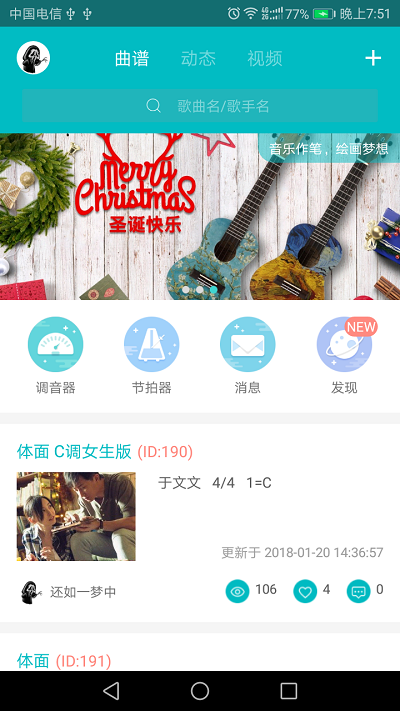 中国电信 77% 晚上7:51
曲谱 动态 视频
歌曲名/歌手名
音乐作笔，绘画梦想
Merry
Christmas
圣诞快乐
NEW
调音器 节拍器 消息 发现
体面 C调女生版 (ID:190)
于文文 4/4 1=C
更新于 2018-01-20 14:36:57
还如一梦中 106 4 0
体面 (ID:191)